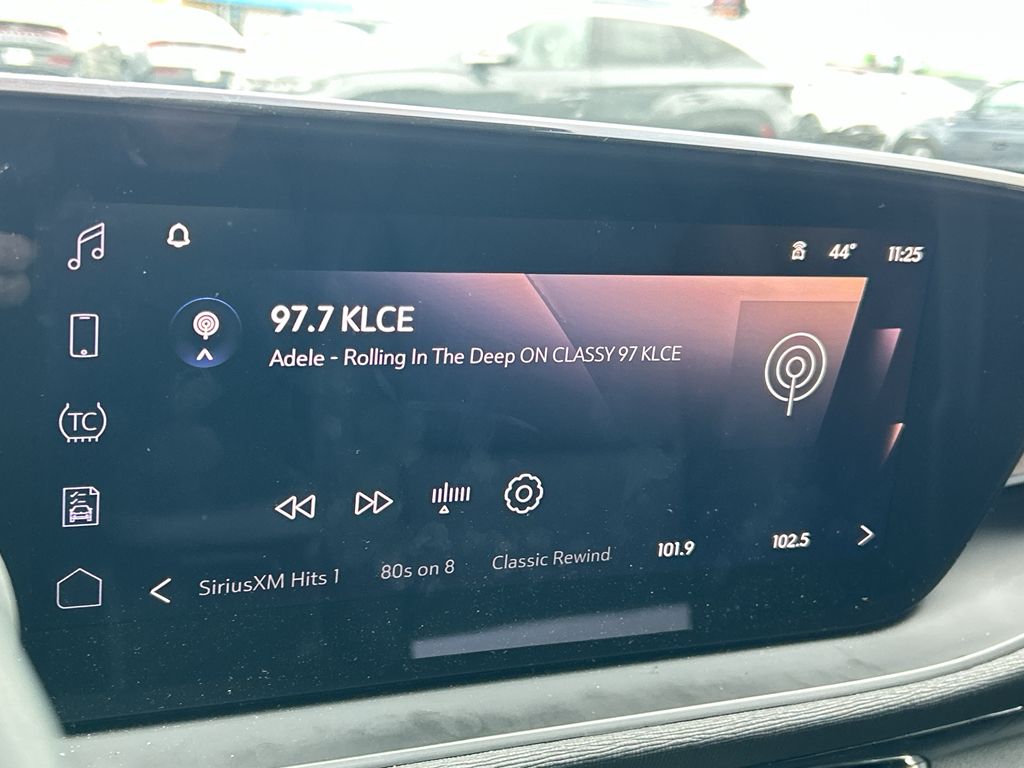 44° 11:25
97.7 KLCE
Adele - Rolling In The Deep ON CLASSY 97 KLCE
TC
SiriusXM Hits 1 80s on 8 Classic Rewind 101.9 102.5